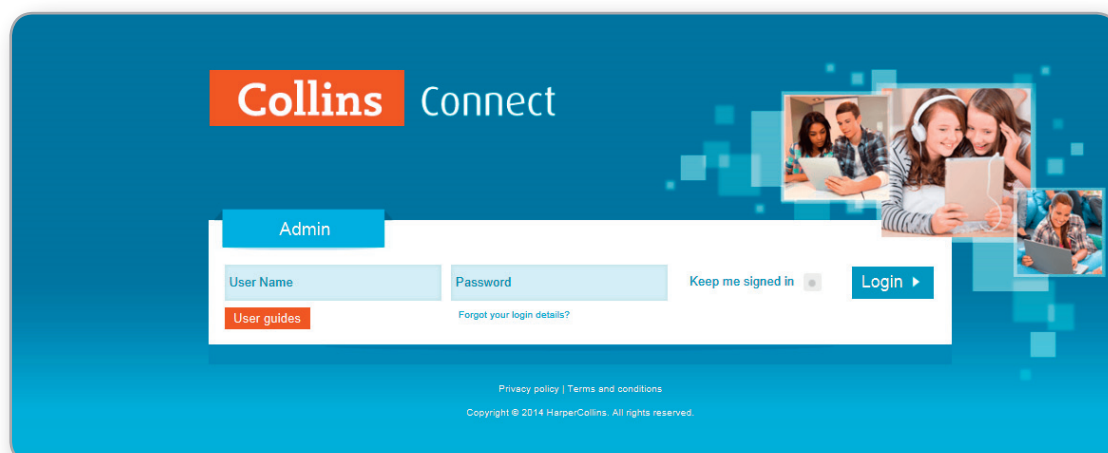 Collins Connect
Admin
User Name Password Keep me signed in Login
User guides Forgot your login details?
Privacy policy | Terms and conditions
Copyright © 2014 HarperCollins. All rights reserved.